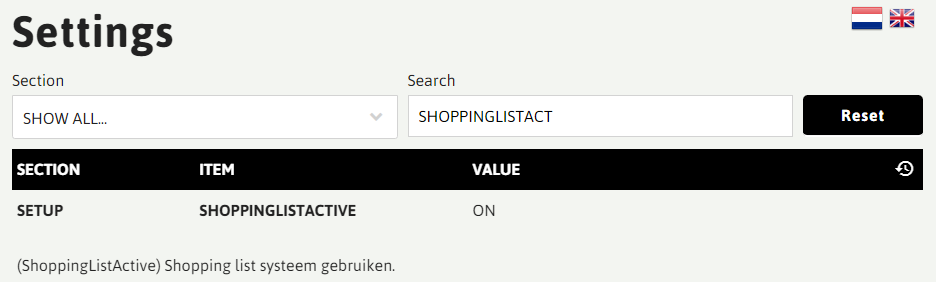 Settings
Section
Search
SHOW ALL...
SHOPPINGLISTACT
Reset
SECTION ITEM VALUE
SETUP SHOPPINGLISTACTIVE ON
(ShoppingListActive) Shopping list systeem gebruiken.